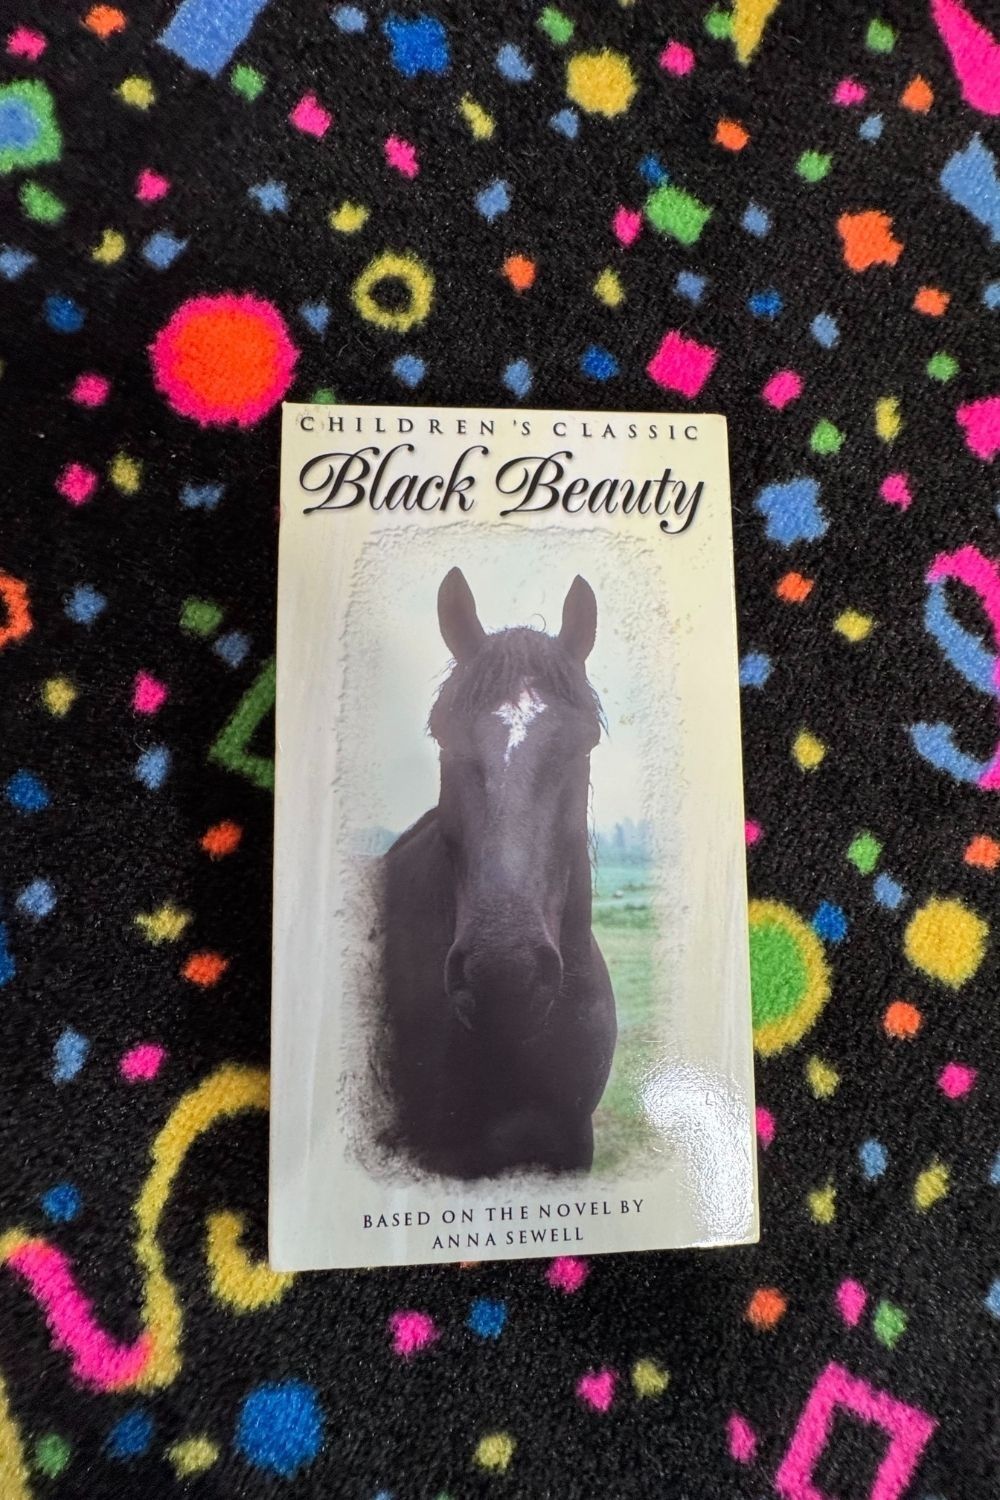 CHILDREN'S CLASSIC
Black Beauty
BASED ON THE NOVEL BY
ANNA SEWELL